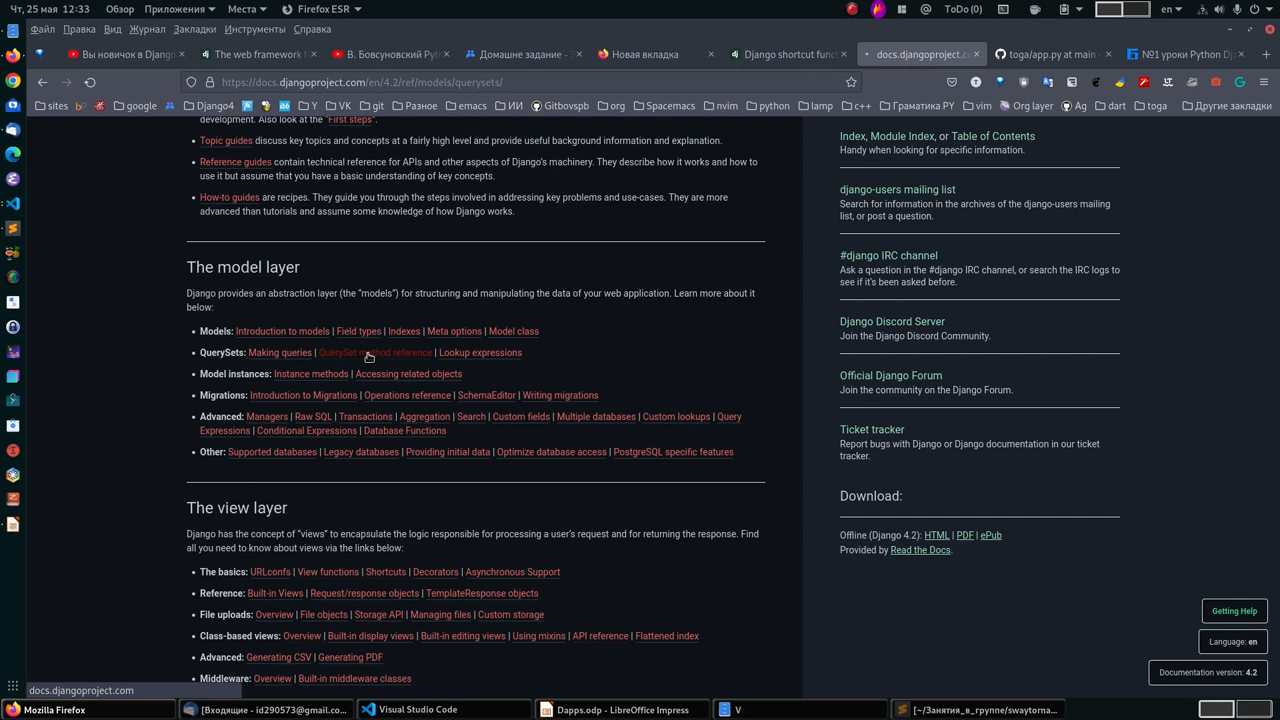 Чт, 25 мая 12:33 Обзор Приложения Места Firefox ESR ToDo(0) en
Файл Правка Вид Журнал Закладки Инструменты Справка
Вы новичок в Django The web framework f В. Бовсуновский Pyt Домашне задание - Z Новая вкладка Django shortcut funct docs.djangoproject.co toga/app.py at main · №1 уроки Python Dj
https://docs.djangoproject.com/en/4.2/ref/models/querysets/
sites google Django4 Y VK git Разное emacs ИИ Gitbovspb org Spacemacs nvim python lamp c++ Граматика PY vim Org layer Ag dart toga Другие закладки
development. Also look at the "First steps".
Topic guides discuss key topics and concepts at a fairly high level and provide useful background information and explanation.
Reference guides contain technical reference for APIs and other aspects of Django's machinery. They describe how it works and how to
use it but assume that you have a basic understanding of key concepts.
How-to guides are recipes. They guide you through the steps involved in addressing key problems and use-cases. They are more
advanced than tutorials and assume some knowledge of how Django works.
The model layer
Django provides an abstraction layer (the “models”) for structuring and manipulating the data of your web application. Learn more about it
below:
Models: Introduction to models | Field types | Indexes | Meta options | Model class
QuerySets: Making queries | QuerySet method reference | Lookup expressions
Model instances: Instance methods | Accessing related objects
Migrations: Introduction to Migrations | Operations reference | SchemaEditor | Writing migrations
Advanced: Managers | Raw SQL | Transactions | Aggregation | Search | Custom fields | Multiple databases | Custom lookups | Query
Expressions | Conditional Expressions | Database Functions
Other: Supported databases | Legacy databases | Providing initial data | Optimize database access | PostgreSQL specific features
The view layer
Django has the concept of “views” to encapsulate the logic responsible for processing a user's request and for returning the response. Find
all you need to know about views via the links below:
The basics: URLconfs | View functions | Shortcuts | Decorators | Asynchronous Support
Reference: Built-in Views | Request/response objects | TemplateResponse objects
File uploads: Overview | File objects | Storage API | Managing files | Custom storage
Class-based views: Overview | Built-in display views | Built-in editing views | Using mixins | API reference | Flattened index
Advanced: Generating CSV | Generating PDF
Middleware: Overview | Built-in middleware classes
Index, Module Index, or Table of Contents
Handy when looking for specific information.
django-users mailing list
Search for information in the archives of the django-users mailing
list, or post a question.
#django IRC channel
Ask a question in the #django IRC channel, or search the IRC logs to
see if it's been asked before.
Django Discord Server
Join the Django Discord Community.
Official Django Forum
Join the community on the Django Forum.
Ticket tracker
Report bugs with Django or Django documentation in our ticket
tracker.
Download:
Offline (Django 4.2): HTML | PDF | ePub
Provided by Read the Docs.
Getting Help
Language: en
Documentation version: 4.2
docs.djangoproject.com
Mozilla Firefox [Входящие - id290573@gmail.co... Visual Studio Code Dapps.odp - LibreOffice Impress V [~/Занятия_в_группе/swaytorna...